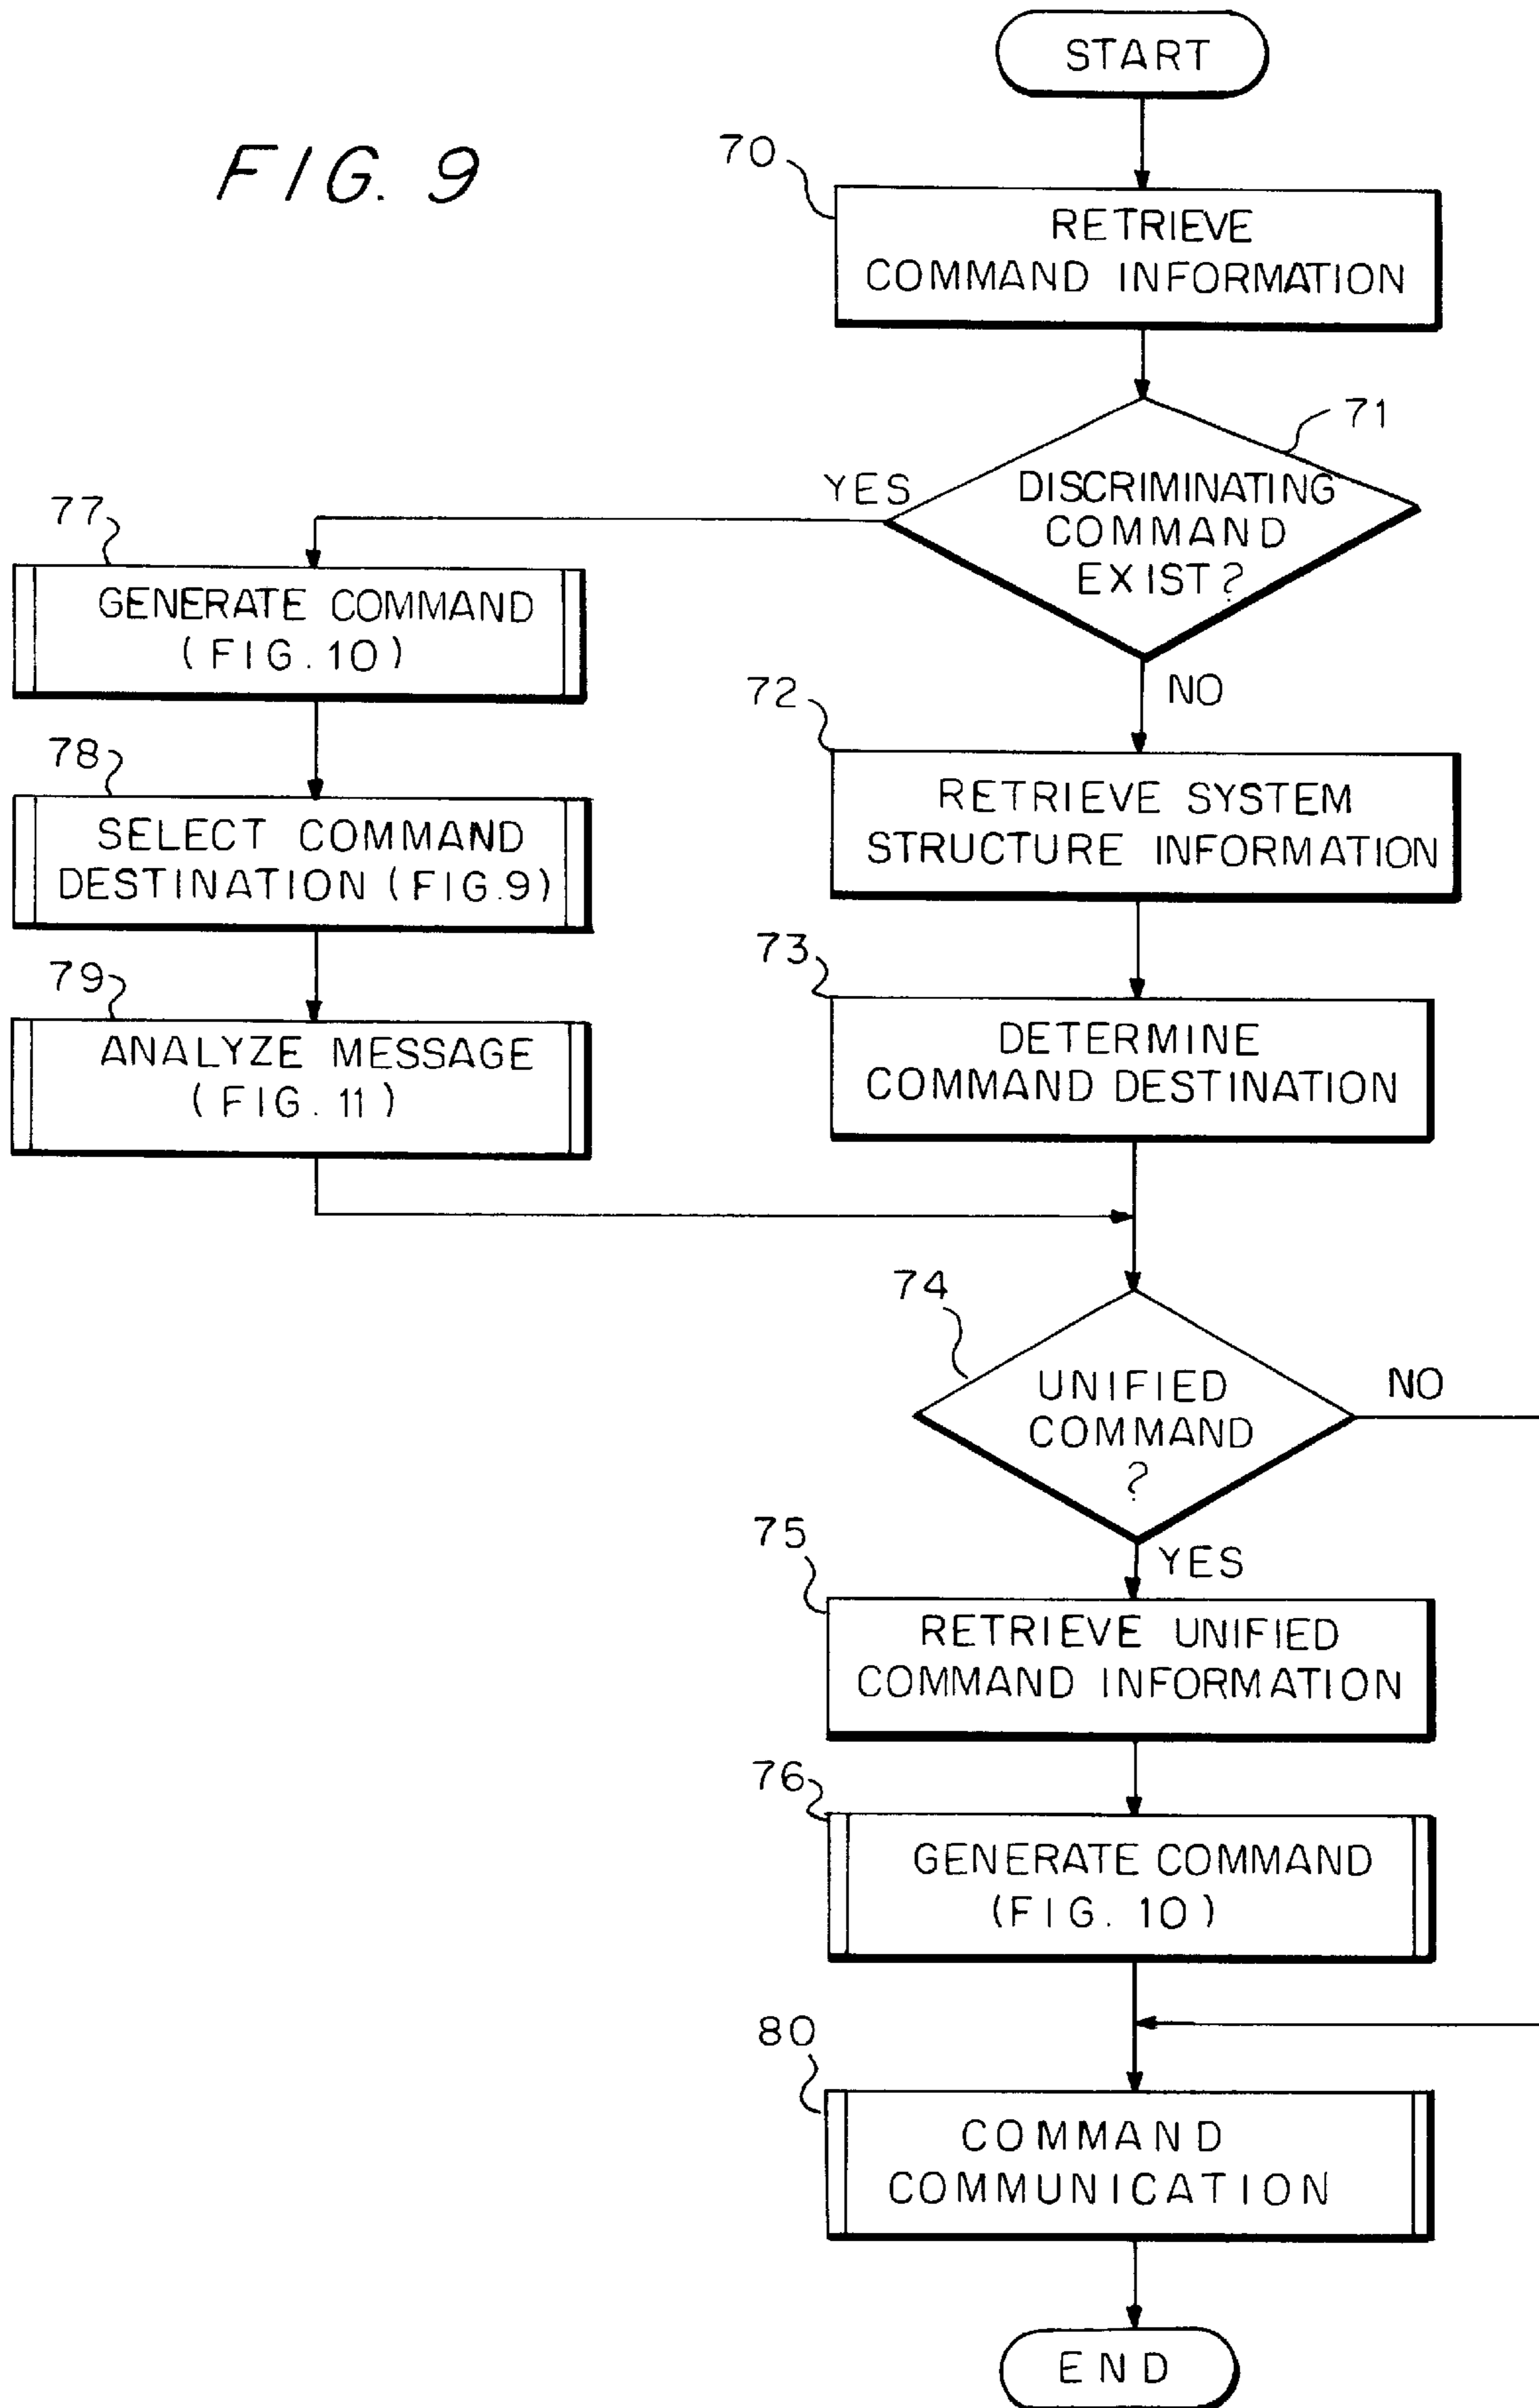 FIG. 9
START
70
RETRIEVE
COMMAND INFORMATION
71
DISCRIMINATING
COMMAND
EXIST?
YES
NO
77
GENERATE COMMAND
(FIG. 10)
78
SELECT COMMAND
DESTINATION (FIG.9)
79
ANALYZE MESSAGE
(FIG. 11)
72
RETRIEVE SYSTEM
STRUCTURE INFORMATION
73
DETERMINE
COMMAND DESTINATION
74
UNIFIED
COMMAND
?
NO
YES
75
RETRIEVE UNIFIED
COMMAND INFORMATION
76
GENERATE COMMAND
(FIG. 10)
80
COMMAND
COMMUNICATION
END